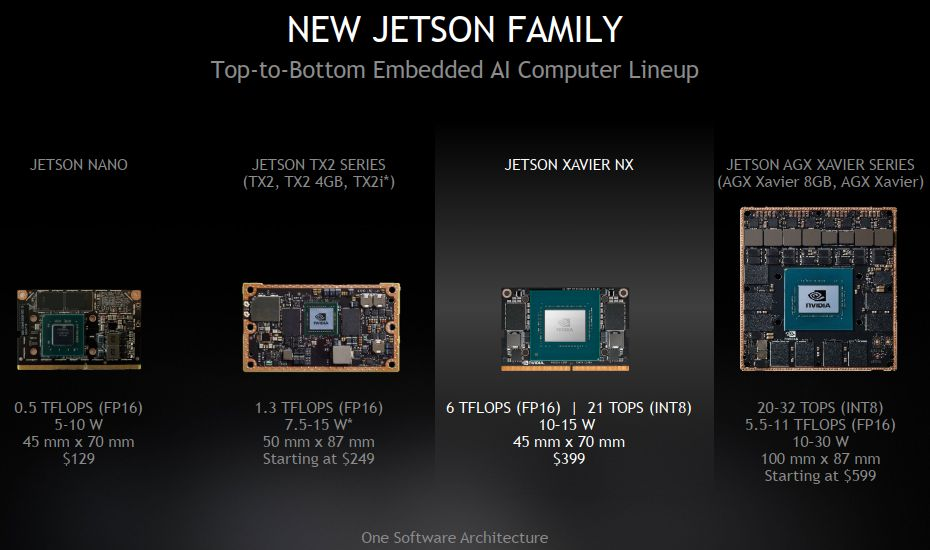 NEW JETSON FAMILY
Top-to-Bottom Embedded AI Computer Lineup
JETSON NANO
0.5 TFLOPS (FP16)
5-10 W
45 mm x 70 mm
$129
JETSON TX2 SERIES
(TX2, TX2 4GB, TX2i*)
NVIDIA
1.3 TFLOPS (FP16)
7.5-15 W*
50 mm x 87 mm
Starting at $249
JETSON XAVIER NX
NVIDIA
NVIDIA
6 TFLOPS (FP16) | 21 TOPS (INT8)
10-15 W
45 mm x 70 mm
$399
JETSON AGX XAVIER SERIES
(AGX Xavier 8GB, AGX Xavier)
NVIDIA
20-32 TOPS (INT8)
5.5-11 TFLOPS (FP16)
10-30 W
100 mm x 87 mm
Starting at $599
One Software Architecture